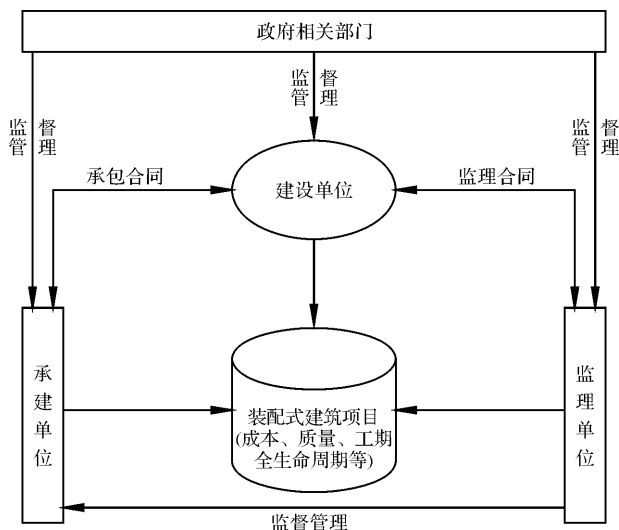 政府相关部门
监督
管理
监督
管理
监督
管理
承包合同
建设单位
监理合同
承建单位
装配式建筑项目
(成本、质量、工期
全生命周期等)
监理单位
监督管理